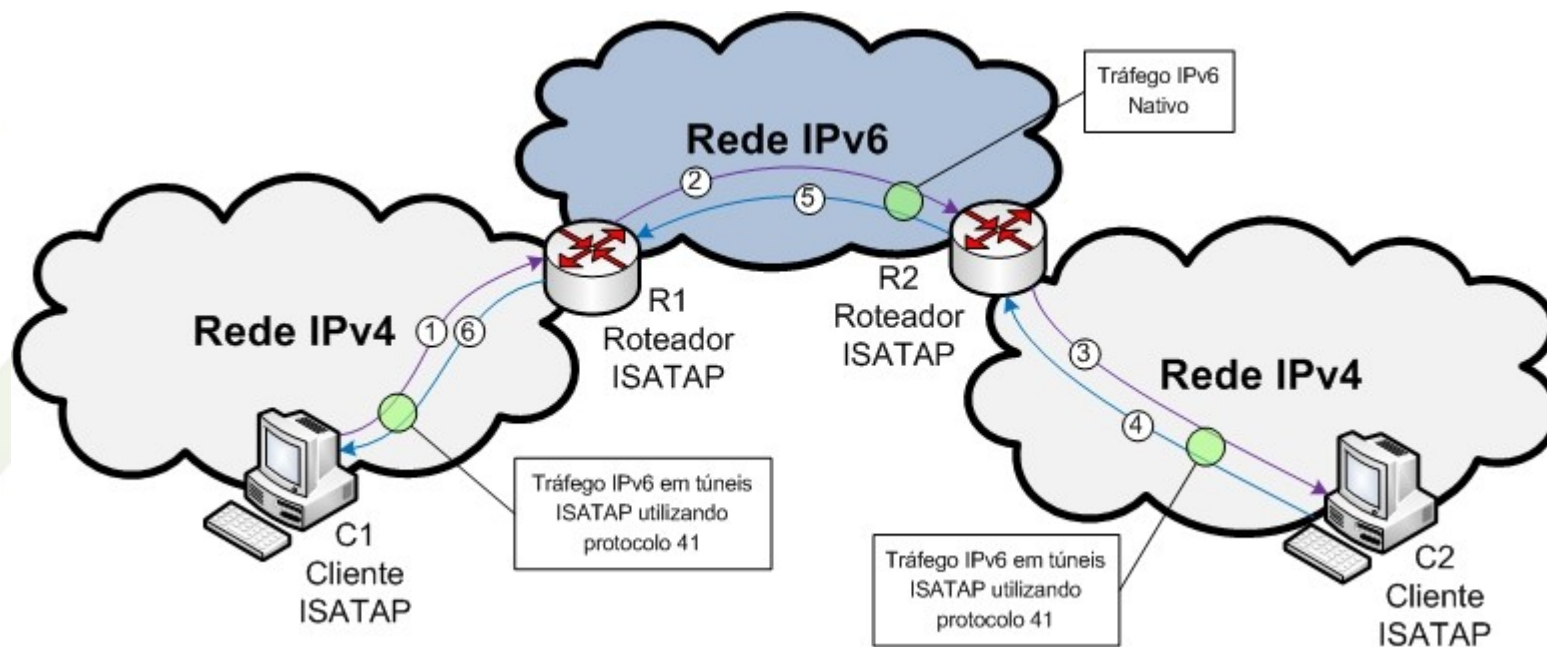 Tráfego IPv6
Nativo
Rede IPv6
2
5
R1
Roteador
ISATAP
R2
Roteador
ISATAP
Rede IPv4
1
6
3
Rede IPv4
4
Tráfego IPv6 em túneis
ISATAP utilizando
protocolo 41
C1
Cliente
ISATAP
Tráfego IPv6 em túneis
ISATAP utilizando
protocolo 41
C2
Cliente
ISATAP